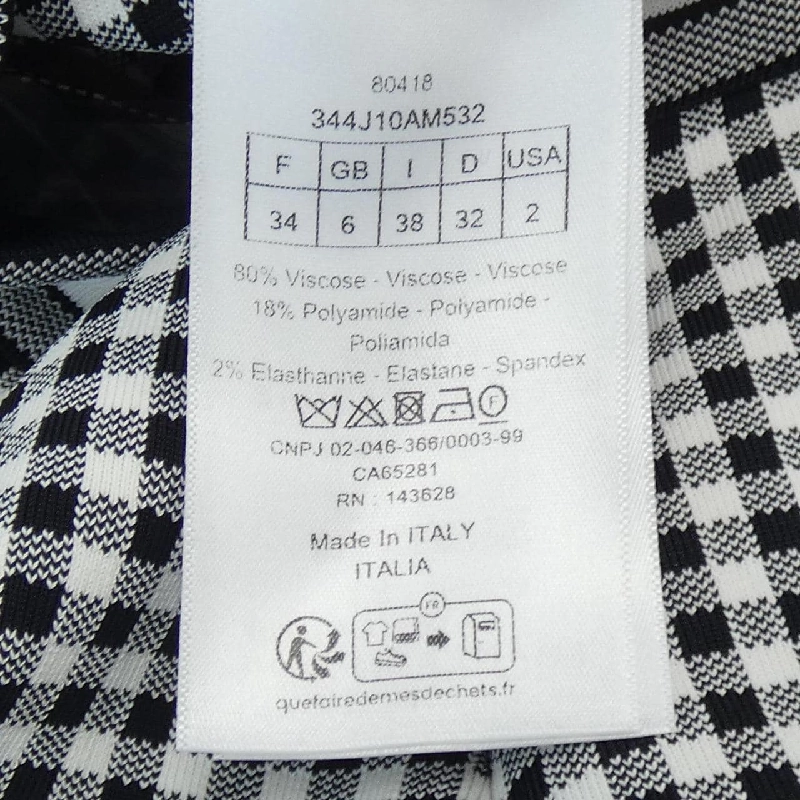 80418
344J10AM532
F GB I D USA
34 6 38 32 2
80% Viscose - Viscose - Viscose
18% Polyamide - Polyamide -
Poliamida
2% Elasthanne - Elastane - Spandex
F
CNPJ 02-046-366/0003-99
CA65281
RN : 143628
Made In ITALY
ITALIA
FR
quefairedemesdechets.fr